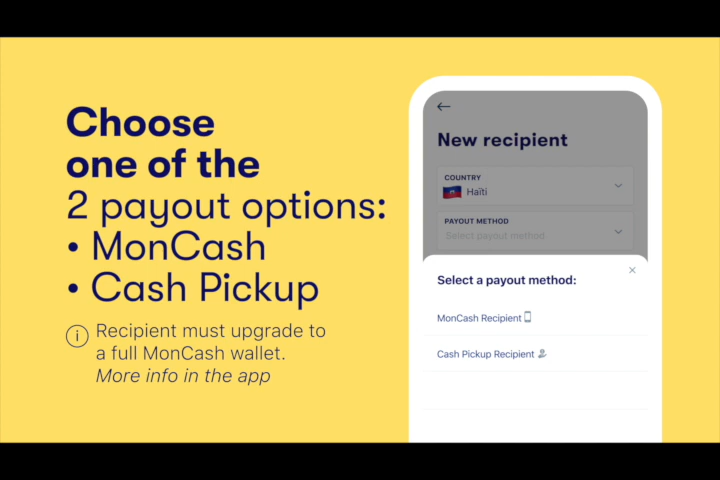 Choose
one of the
2 payout options:
• MonCash
• Cash Pickup
i Recipient must upgrade to
a full MonCash wallet.
More info in the app
New recipient
COUNTRY
Haïti
PAYOUT METHOD
Select payout method
Select a payout method:
MonCash Recipient
Cash Pickup Recipient